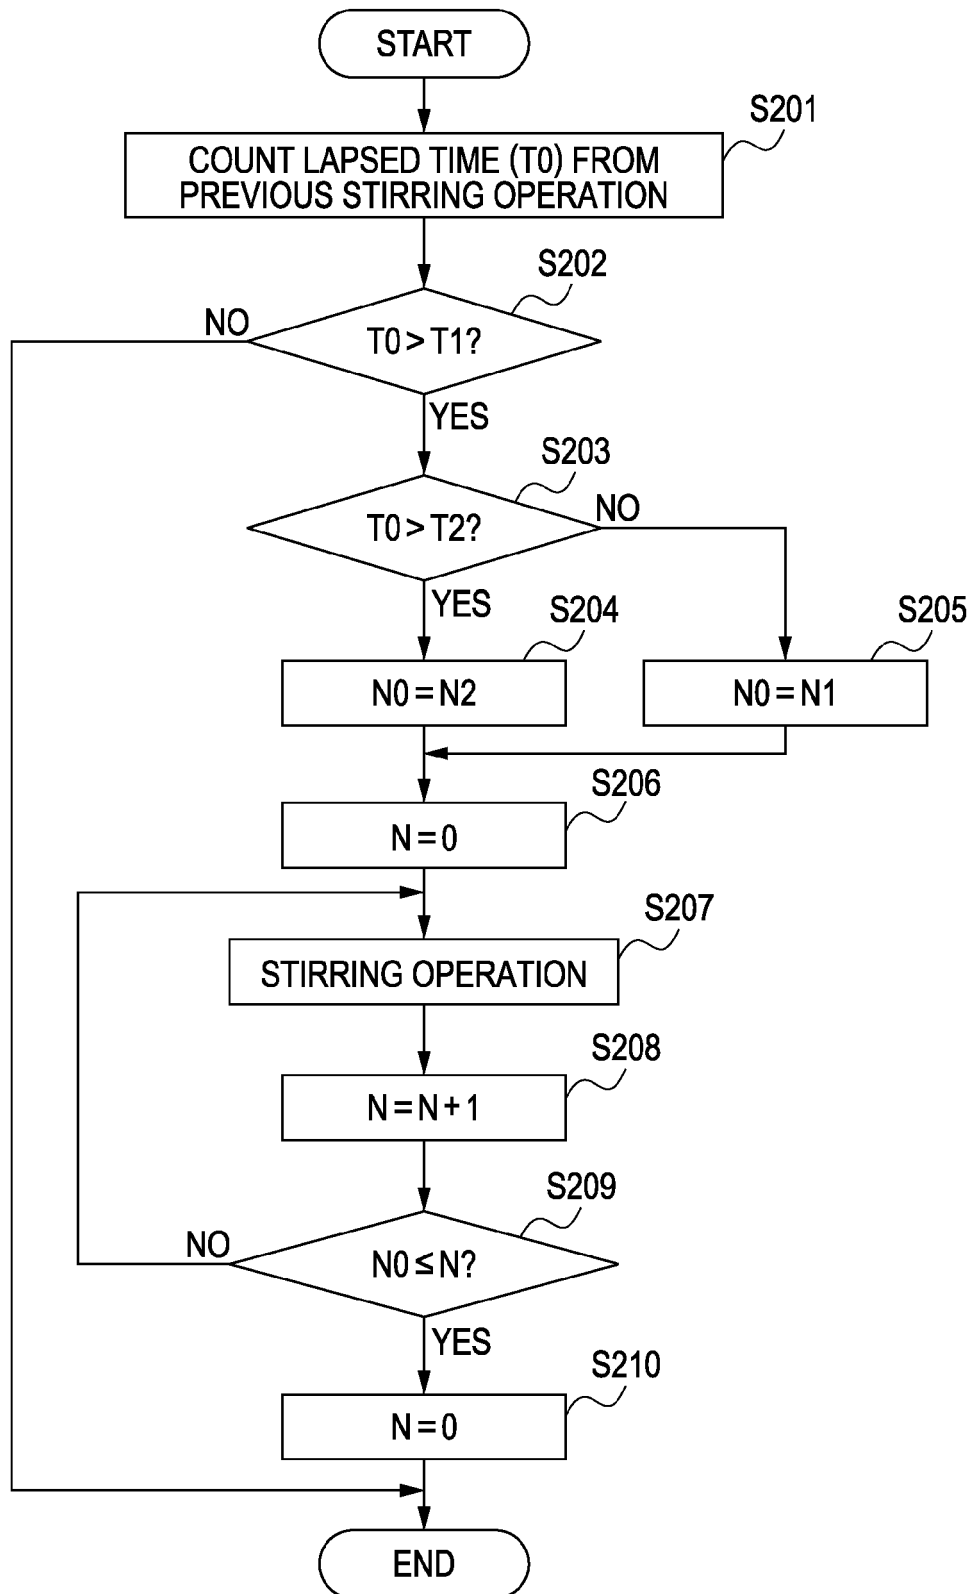 START
S201
COUNT LAPSED TIME (T0) FROM
PREVIOUS STIRRING OPERATION
S202
NO
T0 > T1?
YES
S203
NO
T0 > T2?
YES
S204
S205
N0 = N2
N0 = N1
S206
N = 0
S207
STIRRING OPERATION
S208
N = N + 1
S209
NO
N0 ≤ N?
YES
S210
N = 0
END